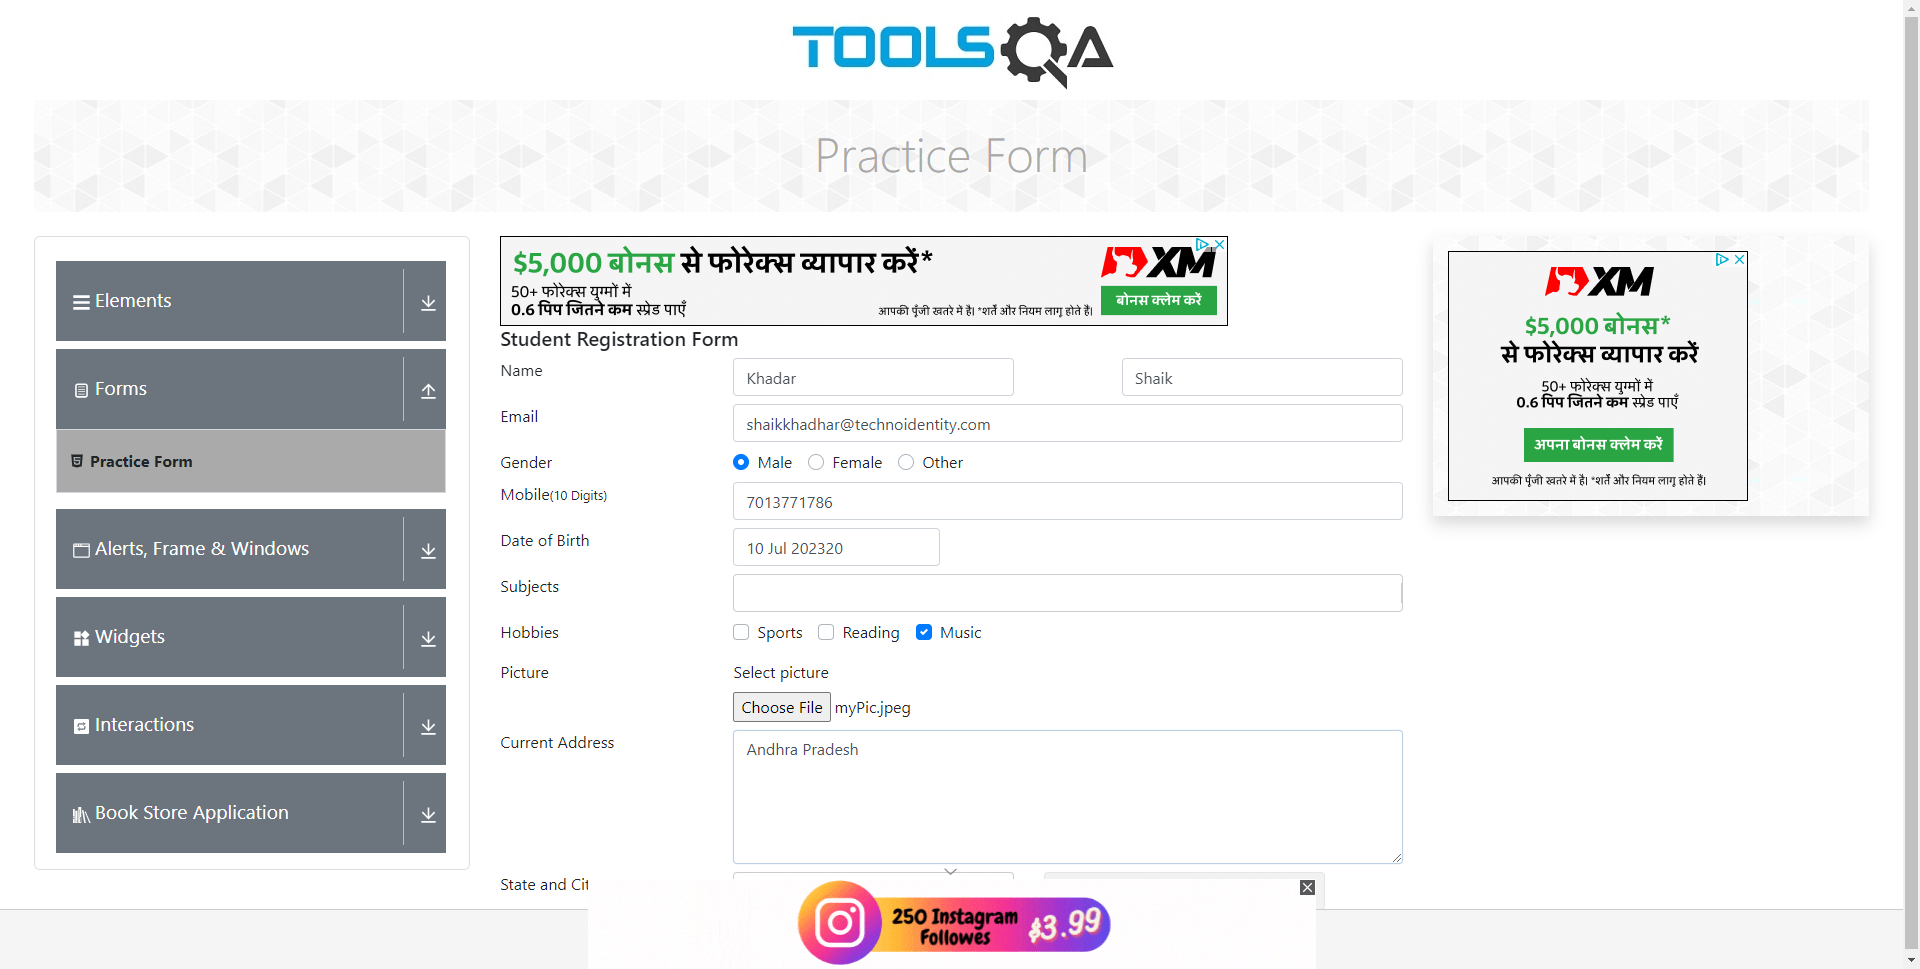 TOOLSQA
Practice Form
Elements
Forms
Practice Form
Alerts, Frame & Windows
Widgets
Interactions
Book Store Application
$5,000 बोनस से फोरेक्स व्यापार करें*
50+ फोरेक्स युग्मों में
0.6 पिप जितने कम स्प्रेड पाएँ
XM
बोनस क्लेम करें
आपकी पूँजी खतरे में है। *शर्तें और नियम लागू होते हैं।
Student Registration Form
Name
Khadar
Shaik
Email
shaikkhadhar@technoidentity.com
Gender
Male
Female
Other
Mobile(10 Digits)
7013771786
Date of Birth
10 Jul 202320
Subjects
Hobbies
Sports
Reading
Music
Picture
Select picture
Choose File myPic.jpeg
Current Address
Andhra Pradesh
State and Cit
XM
$5,000 बोनस*
से फोरेक्स व्यापार करें
50+ फोरेक्स युग्मों में
0.6 पिप जितने कम स्प्रेड पाएँ
अपना बोनस क्लेम करें
आपकी पूँजी खतरे में है। *शर्तें और नियम लागू होते हैं।
250 Instagram
Followes
$3.99